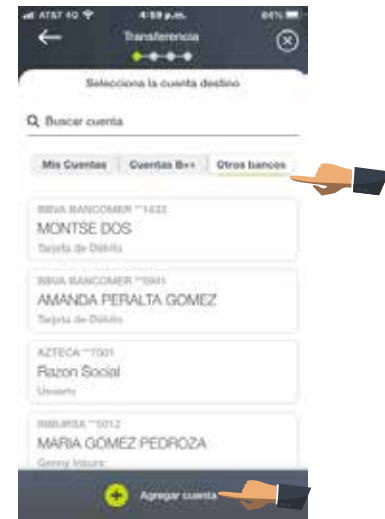 AT&T 4G 4:59 p.m. 84%
Transferencia
Selecciona la cuenta destino
Buscar cuenta
Mis Cuentas Cuentas B×+ Otros bancos
BBVA BANCOMER **1433
MONTSE DOS
Tarjeta de Débito
BBVA BANCOMER **5941
AMANDA PERALTA GOMEZ
Tarjeta de Débito
AZTECA **7001
Razon Social
Usuario
INBURSA **0012
MARIA GOMEZ PEDROZA
Agregar cuenta